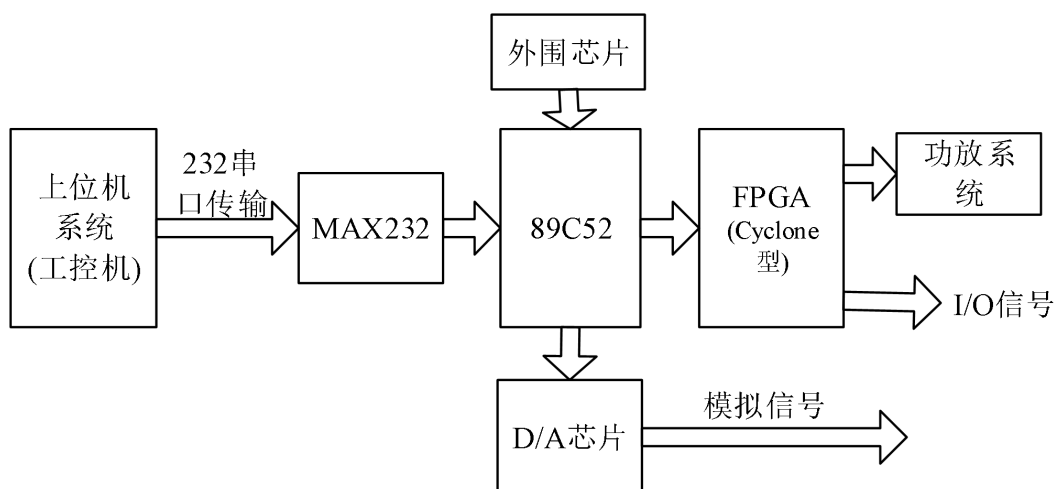 外围芯片
上位机
系统
(工控机)
232串
口传输
MAX232
89C52
FPGA
(Cyclone
型)
功放系
统
I/O信号
D/A芯片
模拟信号